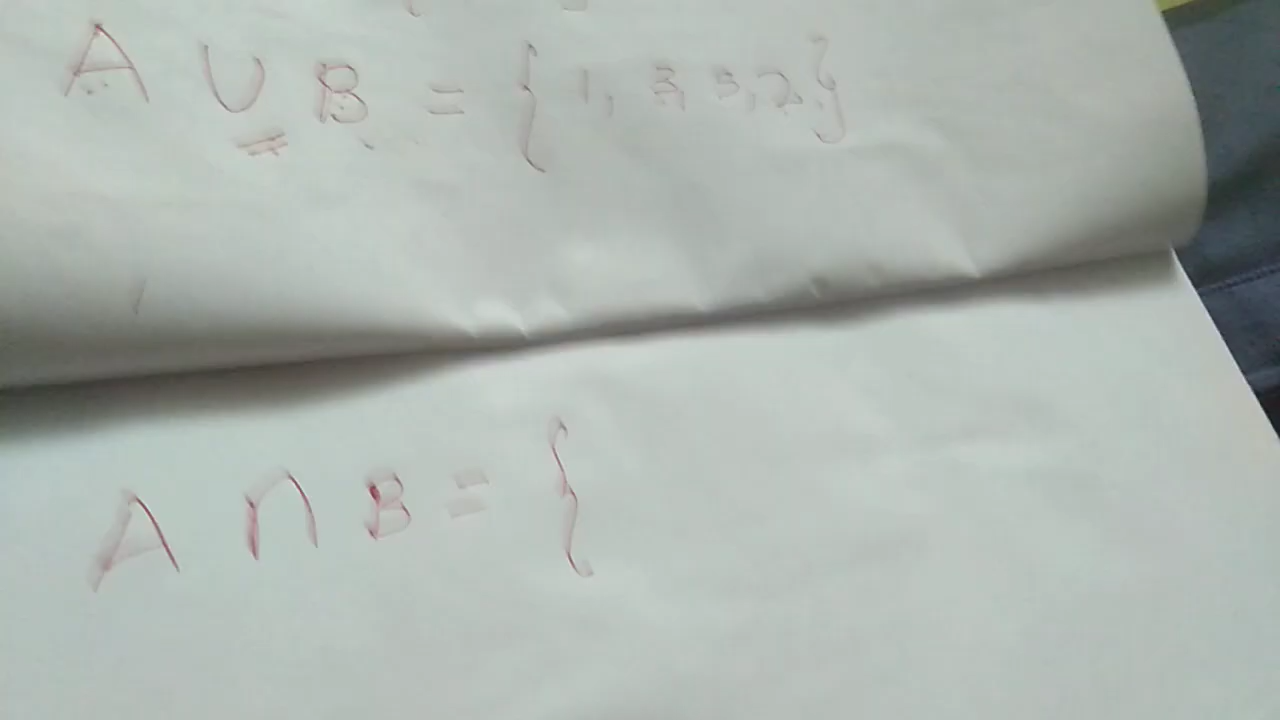 A U B = { 1, 3, 5, 2 }
A ∩ B = {